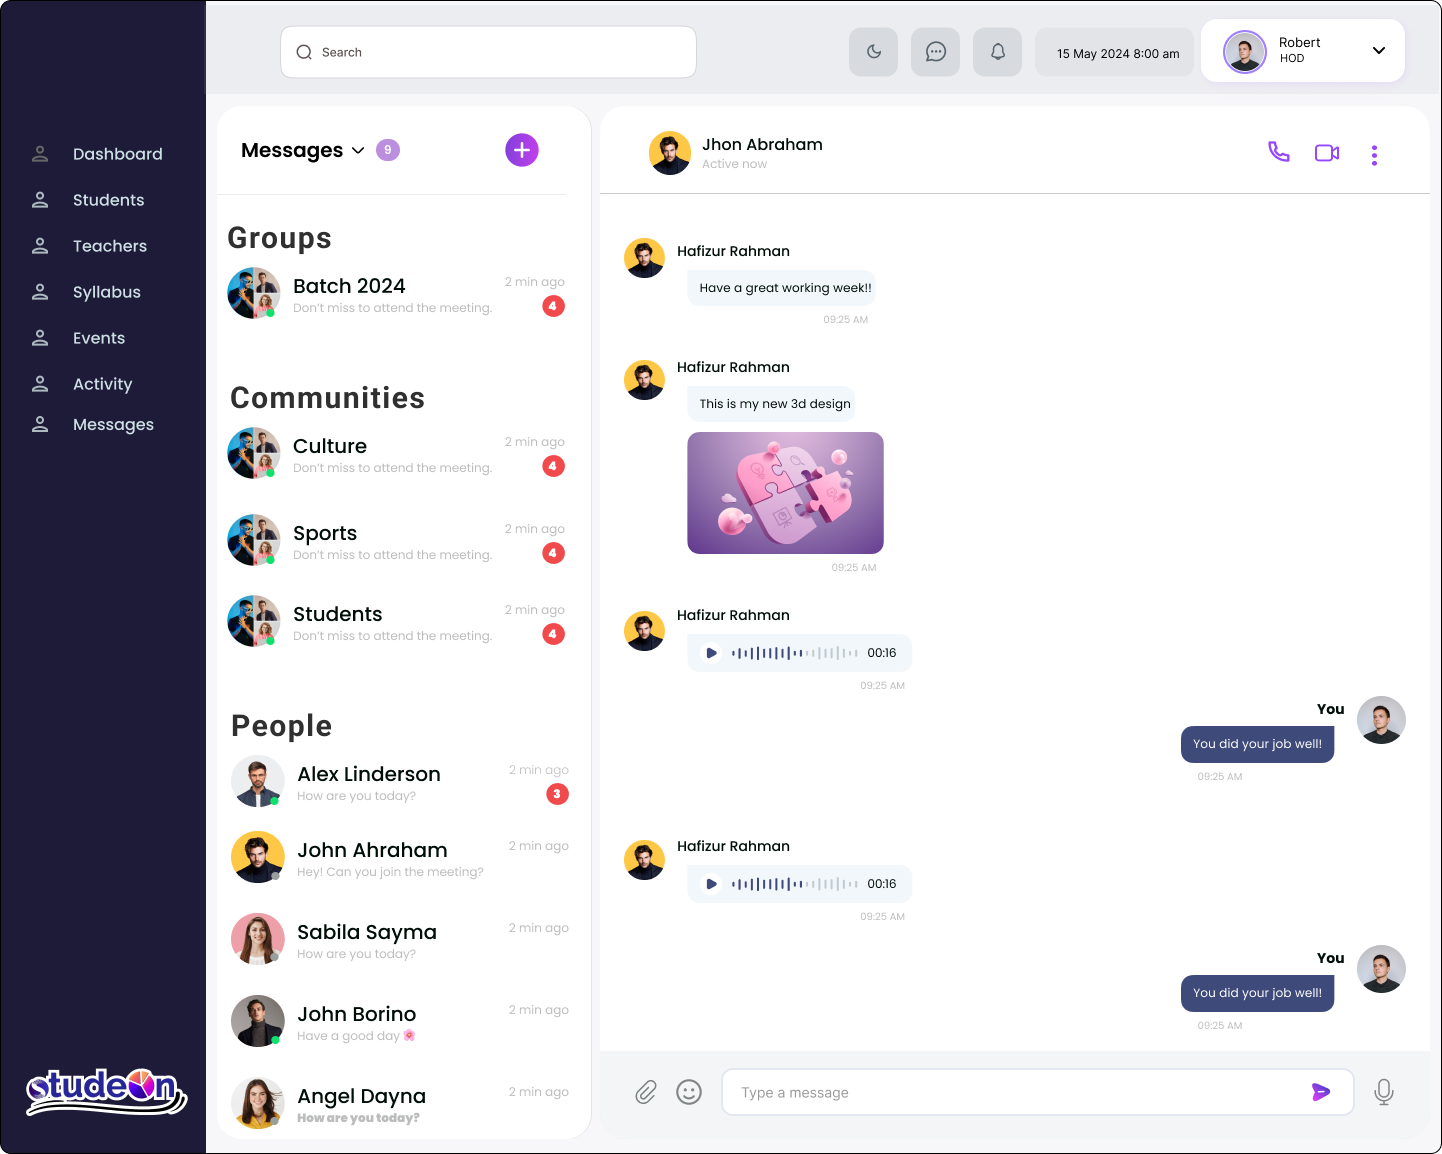 Search
15 May 2024 8:00 am
Robert
HOD
Dashboard
Students
Teachers
Syllabus
Events
Activity
Messages
studeOn
Messages
9
Groups
Batch 2024
2 min ago
Don't miss to attend the meeting.
4
Communities
Culture
2 min ago
Don't miss to attend the meeting.
4
Sports
2 min ago
Don't miss to attend the meeting.
4
Students
2 min ago
Don't miss to attend the meeting.
4
People
Alex Linderson
2 min ago
How are you today?
3
John Ahraham
2 min ago
Hey! Can you join the meeting?
Sabila Sayma
2 min ago
How are you today?
John Borino
2 min ago
Have a good day 🌸
Angel Dayna
2 min ago
How are you today?
Jhon Abraham
Active now
Hafizur Rahman
Have a great working week!!
09:25 AM
Hafizur Rahman
This is my new 3d design
09:25 AM
Hafizur Rahman
00:16
09:25 AM
You
You did your job well!
09:25 AM
Hafizur Rahman
00:16
09:25 AM
You
You did your job well!
09:25 AM
Type a message